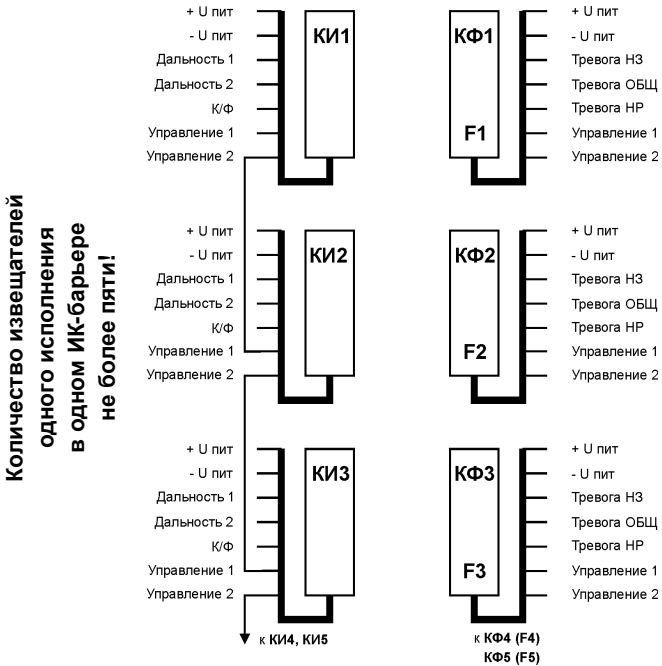 Количество извещателей
одного исполнения
в одном ИК-барьере
не более пяти!
+ U пит
- U пит
Дальность 1
Дальность 2
К/Ф
Управление 1
Управление 2
КИ1
КФ1
F1
+ U пит
- U пит
Тревога НЗ
Тревога ОБЩ
Тревога НР
Управление 1
Управление 2
+ U пит
- U пит
Дальность 1
Дальность 2
К/Ф
Управление 1
Управление 2
КИ2
КФ2
F2
+ U пит
- U пит
Тревога НЗ
Тревога ОБЩ
Тревога НР
Управление 1
Управление 2
+ U пит
- U пит
Дальность 1
Дальность 2
К/Ф
Управление 1
Управление 2
КИ3
КФ3
F3
+ U пит
- U пит
Тревога НЗ
Тревога ОБЩ
Тревога НР
Управление 1
Управление 2
к КИ4, КИ5
к КФ4 (F4)
КФ5 (F5)